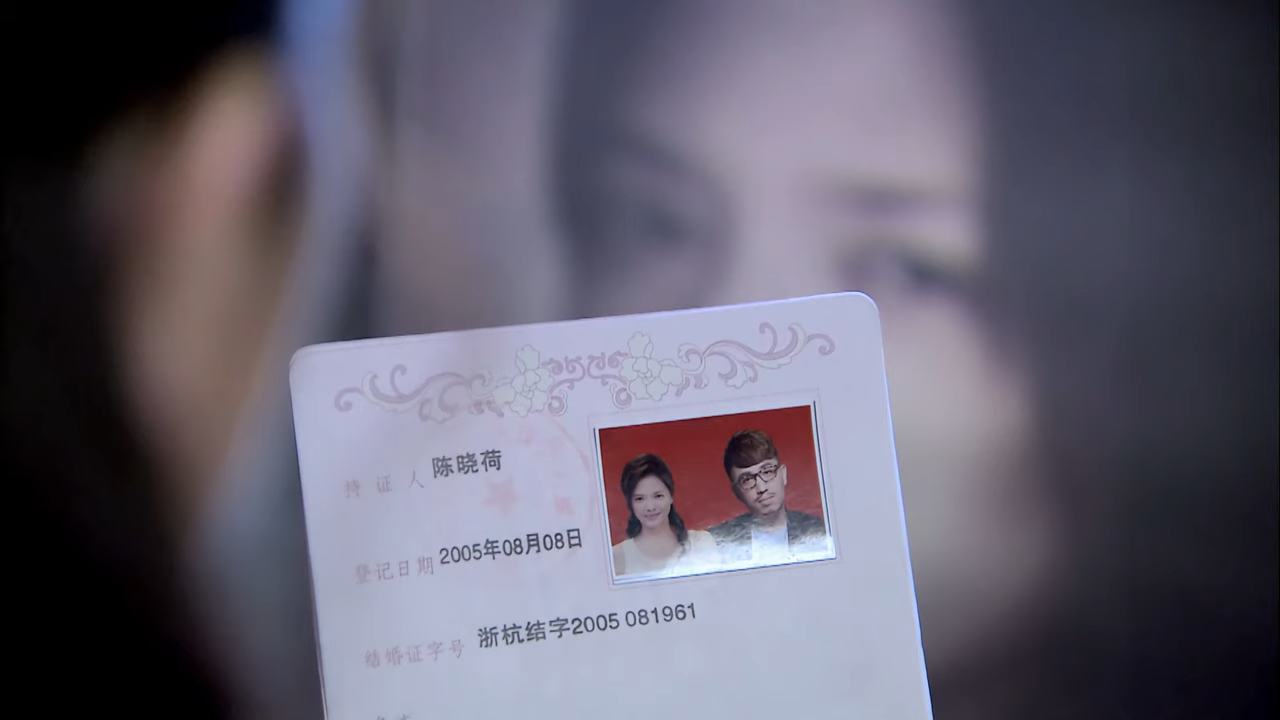 持证人 陈晓荷
登记日期 2005年08月08日
结婚证字号 浙杭结字2005 081961